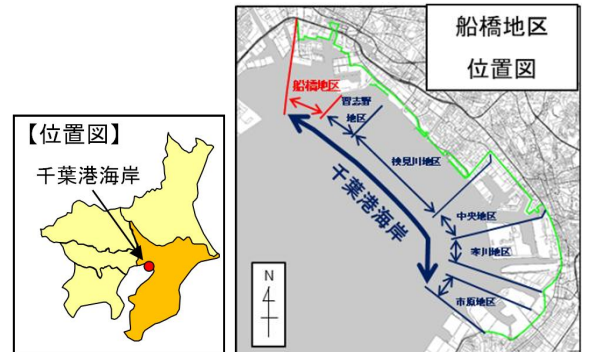 【位置図】
千葉港海岸
船橋地区
位置図
船橋地区
習志野
地区
検見川地区
千葉港海岸
中央地区
寒川地区
市原地区
N